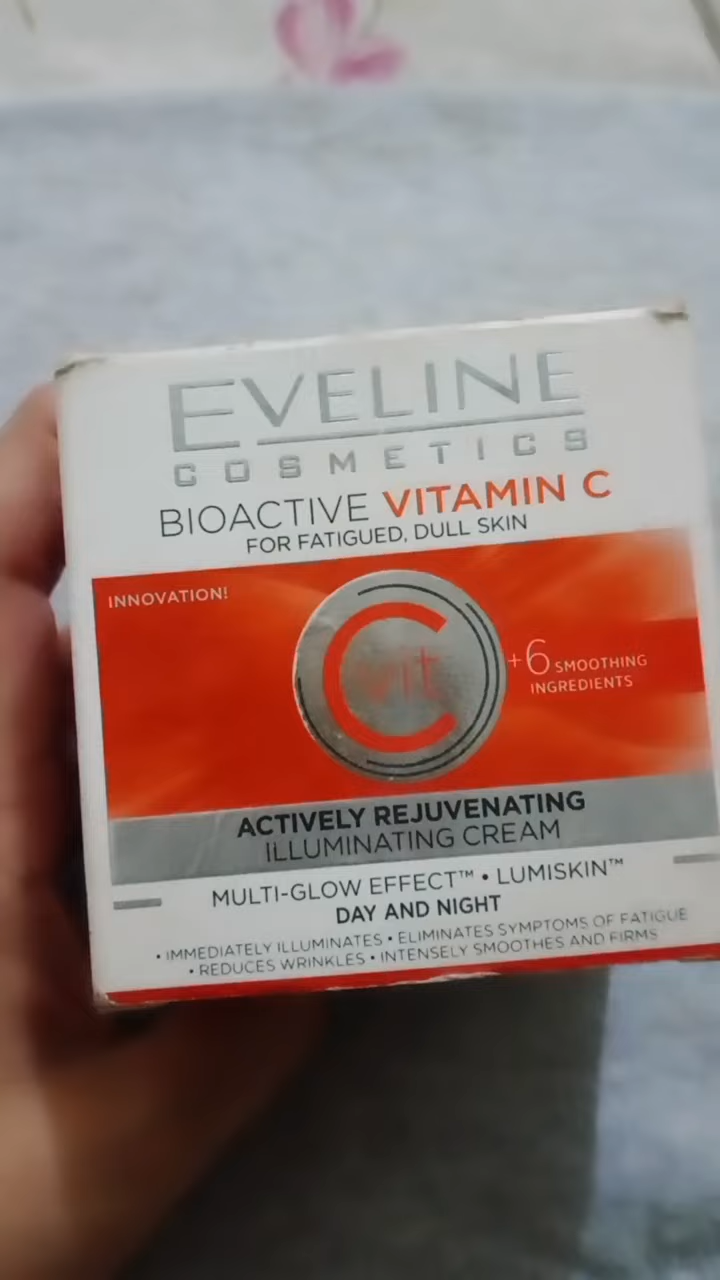 EVELINE
COSMETICS
BIOACTIVE VITAMIN C
FOR FATIGUED, DULL SKIN
INNOVATION!
C vit
+6 SMOOTHING
INGREDIENTS
ACTIVELY REJUVENATING
ILLUMINATING CREAM
MULTI-GLOW EFFECT™ • LUMISKIN™
DAY AND NIGHT
• IMMEDIATELY ILLUMINATES • ELIMINATES SYMPTOMS OF FATIGUE
• REDUCES WRINKLES • INTENSELY SMOOTHES AND FIRMS